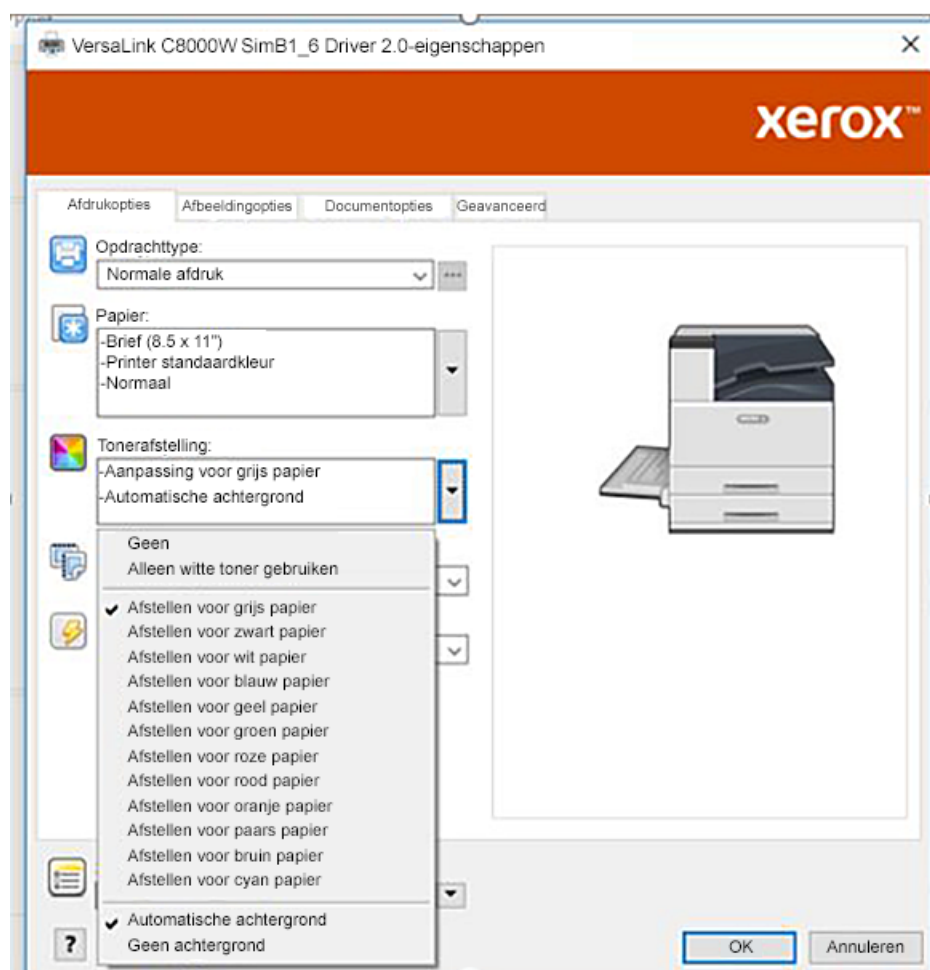 VersaLink C8000W SimB1_6 Driver 2.0-eigenschappen
xerox™
Afdrukopties Afbeeldingopties Documentopties Geavanceerd
Opdrachttype:
Normale afdruk
Papier:
-Brief (8.5 x 11")
-Printer standaardkleur
-Normaal
Tonerafstelling:
-Aanpassing voor grijs papier
-Automatische achtergrond
Geen
Alleen witte toner gebruiken
Afstellen voor grijs papier
Afstellen voor zwart papier
Afstellen voor wit papier
Afstellen voor blauw papier
Afstellen voor geel papier
Afstellen voor groen papier
Afstellen voor roze papier
Afstellen voor rood papier
Afstellen voor oranje papier
Afstellen voor paars papier
Afstellen voor bruin papier
Afstellen voor cyan papier
Automatische achtergrond
Geen achtergrond
?
OK Annuleren